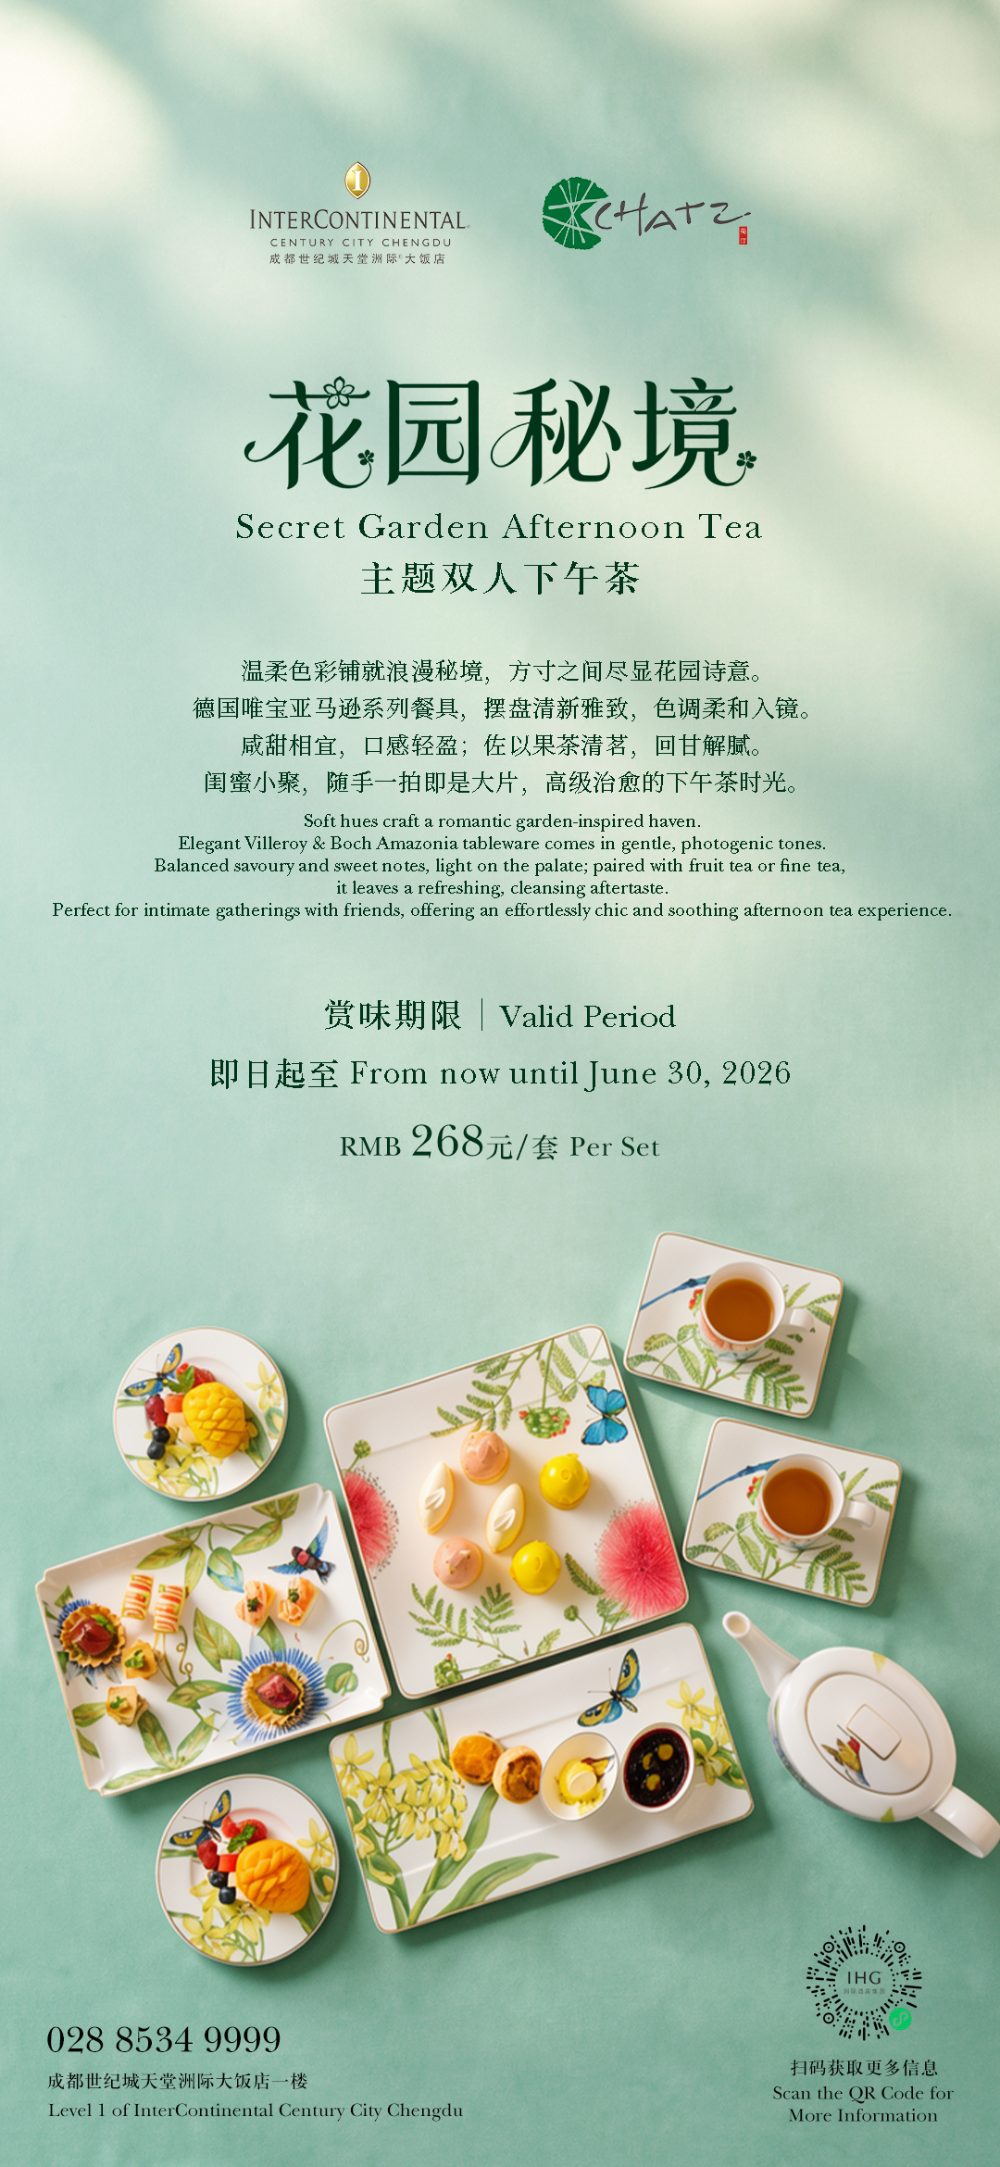 INTERCONTINENTAL
CENTURY CITY CHENGDU
成都世纪城天堂洲际®大饭店
CHATZ
花园秘境
Secret Garden Afternoon Tea
主题双人下午茶
温柔色彩铺就浪漫秘境，方寸之间尽显花园诗意。
德国唯宝亚马逊系列餐具，摆盘清新雅致，色调柔和入镜。
咸甜相宜，口感轻盈；佐以果茶清茗，回甘解腻。
闺蜜小聚，随手一拍即是大片，高级治愈的下午茶时光。
Soft hues craft a romantic garden-inspired haven.
Elegant Villeroy & Boch Amazonia tableware comes in gentle, photogenic tones.
Balanced savoury and sweet notes, light on the palate; paired with fruit tea or fine tea,
it leaves a refreshing, cleansing aftertaste.
Perfect for intimate gatherings with friends, offering an effortlessly chic and soothing afternoon tea experience.
赏味期限｜Valid Period
即日起至 From now until June 30, 2026
RMB 268元/套 Per Set
IHG
028 8534 9999
成都世纪城天堂洲际大饭店一楼
Level 1 of InterContinental Century City Chengdu
扫码获取更多信息
Scan the QR Code for
More Information